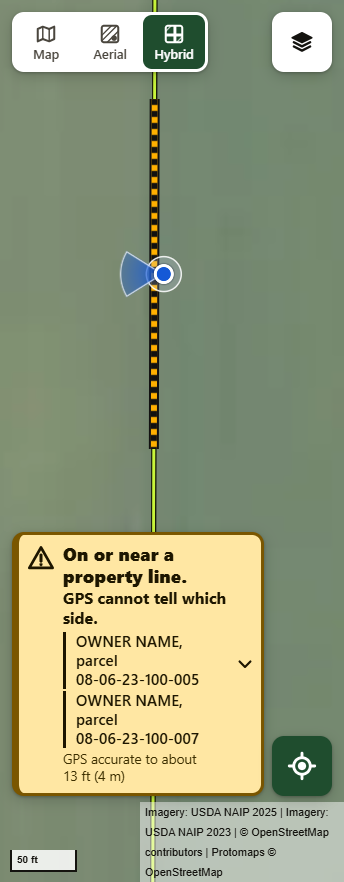 Map
Aerial
Hybrid
On or near a
property line.
GPS cannot tell which
side.
OWNER NAME,
parcel
08-06-23-100-005
OWNER NAME,
parcel
08-06-23-100-007
GPS accurate to about
13 ft (4 m)
Imagery: USDA NAIP 2025 | Imagery:
USDA NAIP 2023 | © OpenStreetMap
contributors | Protomaps ©
OpenStreetMap
50 ft